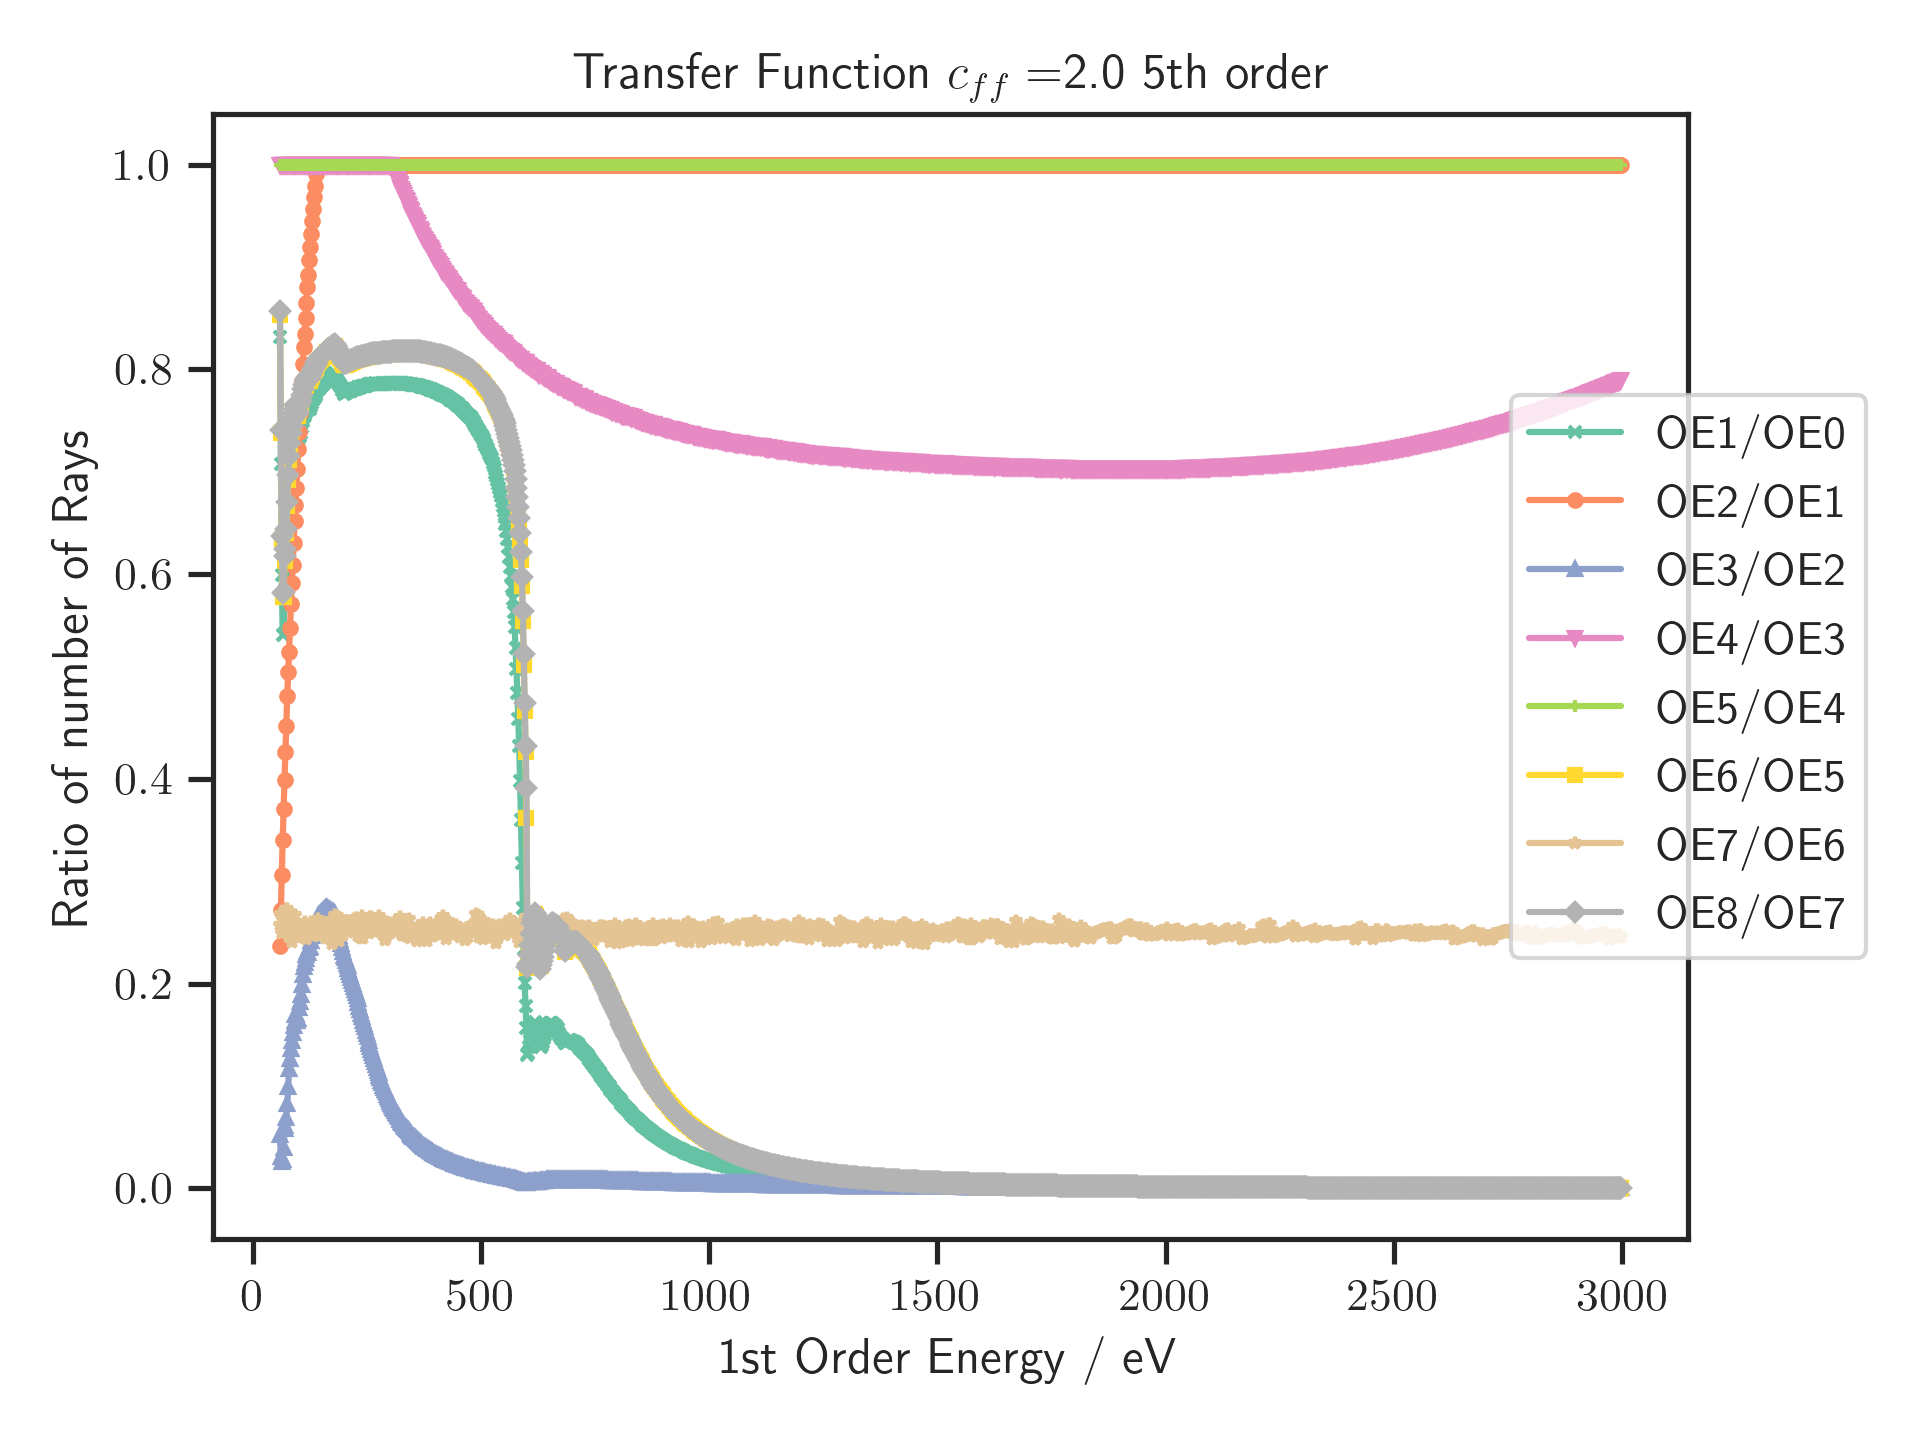 Transfer Function c_ff =2.0 5th order
Ratio of number of Rays
1.0
0.8
0.6
0.4
0.2
0.0
OE1/OE0
OE2/OE1
OE3/OE2
OE4/OE3
OE5/OE4
OE6/OE5
OE7/OE6
OE8/OE7
0 500 1000 1500 2000 2500 3000
1st Order Energy / eV